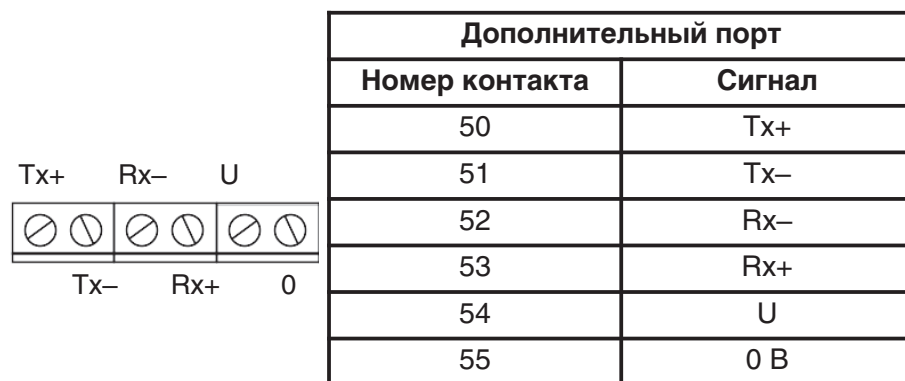 Tx+ Rx– U
Tx– Rx+ 0
Дополнительный порт
Номер контакта Сигнал
50 Tx+
51 Tx–
52 Rx–
53 Rx+
54 U
55 0 В